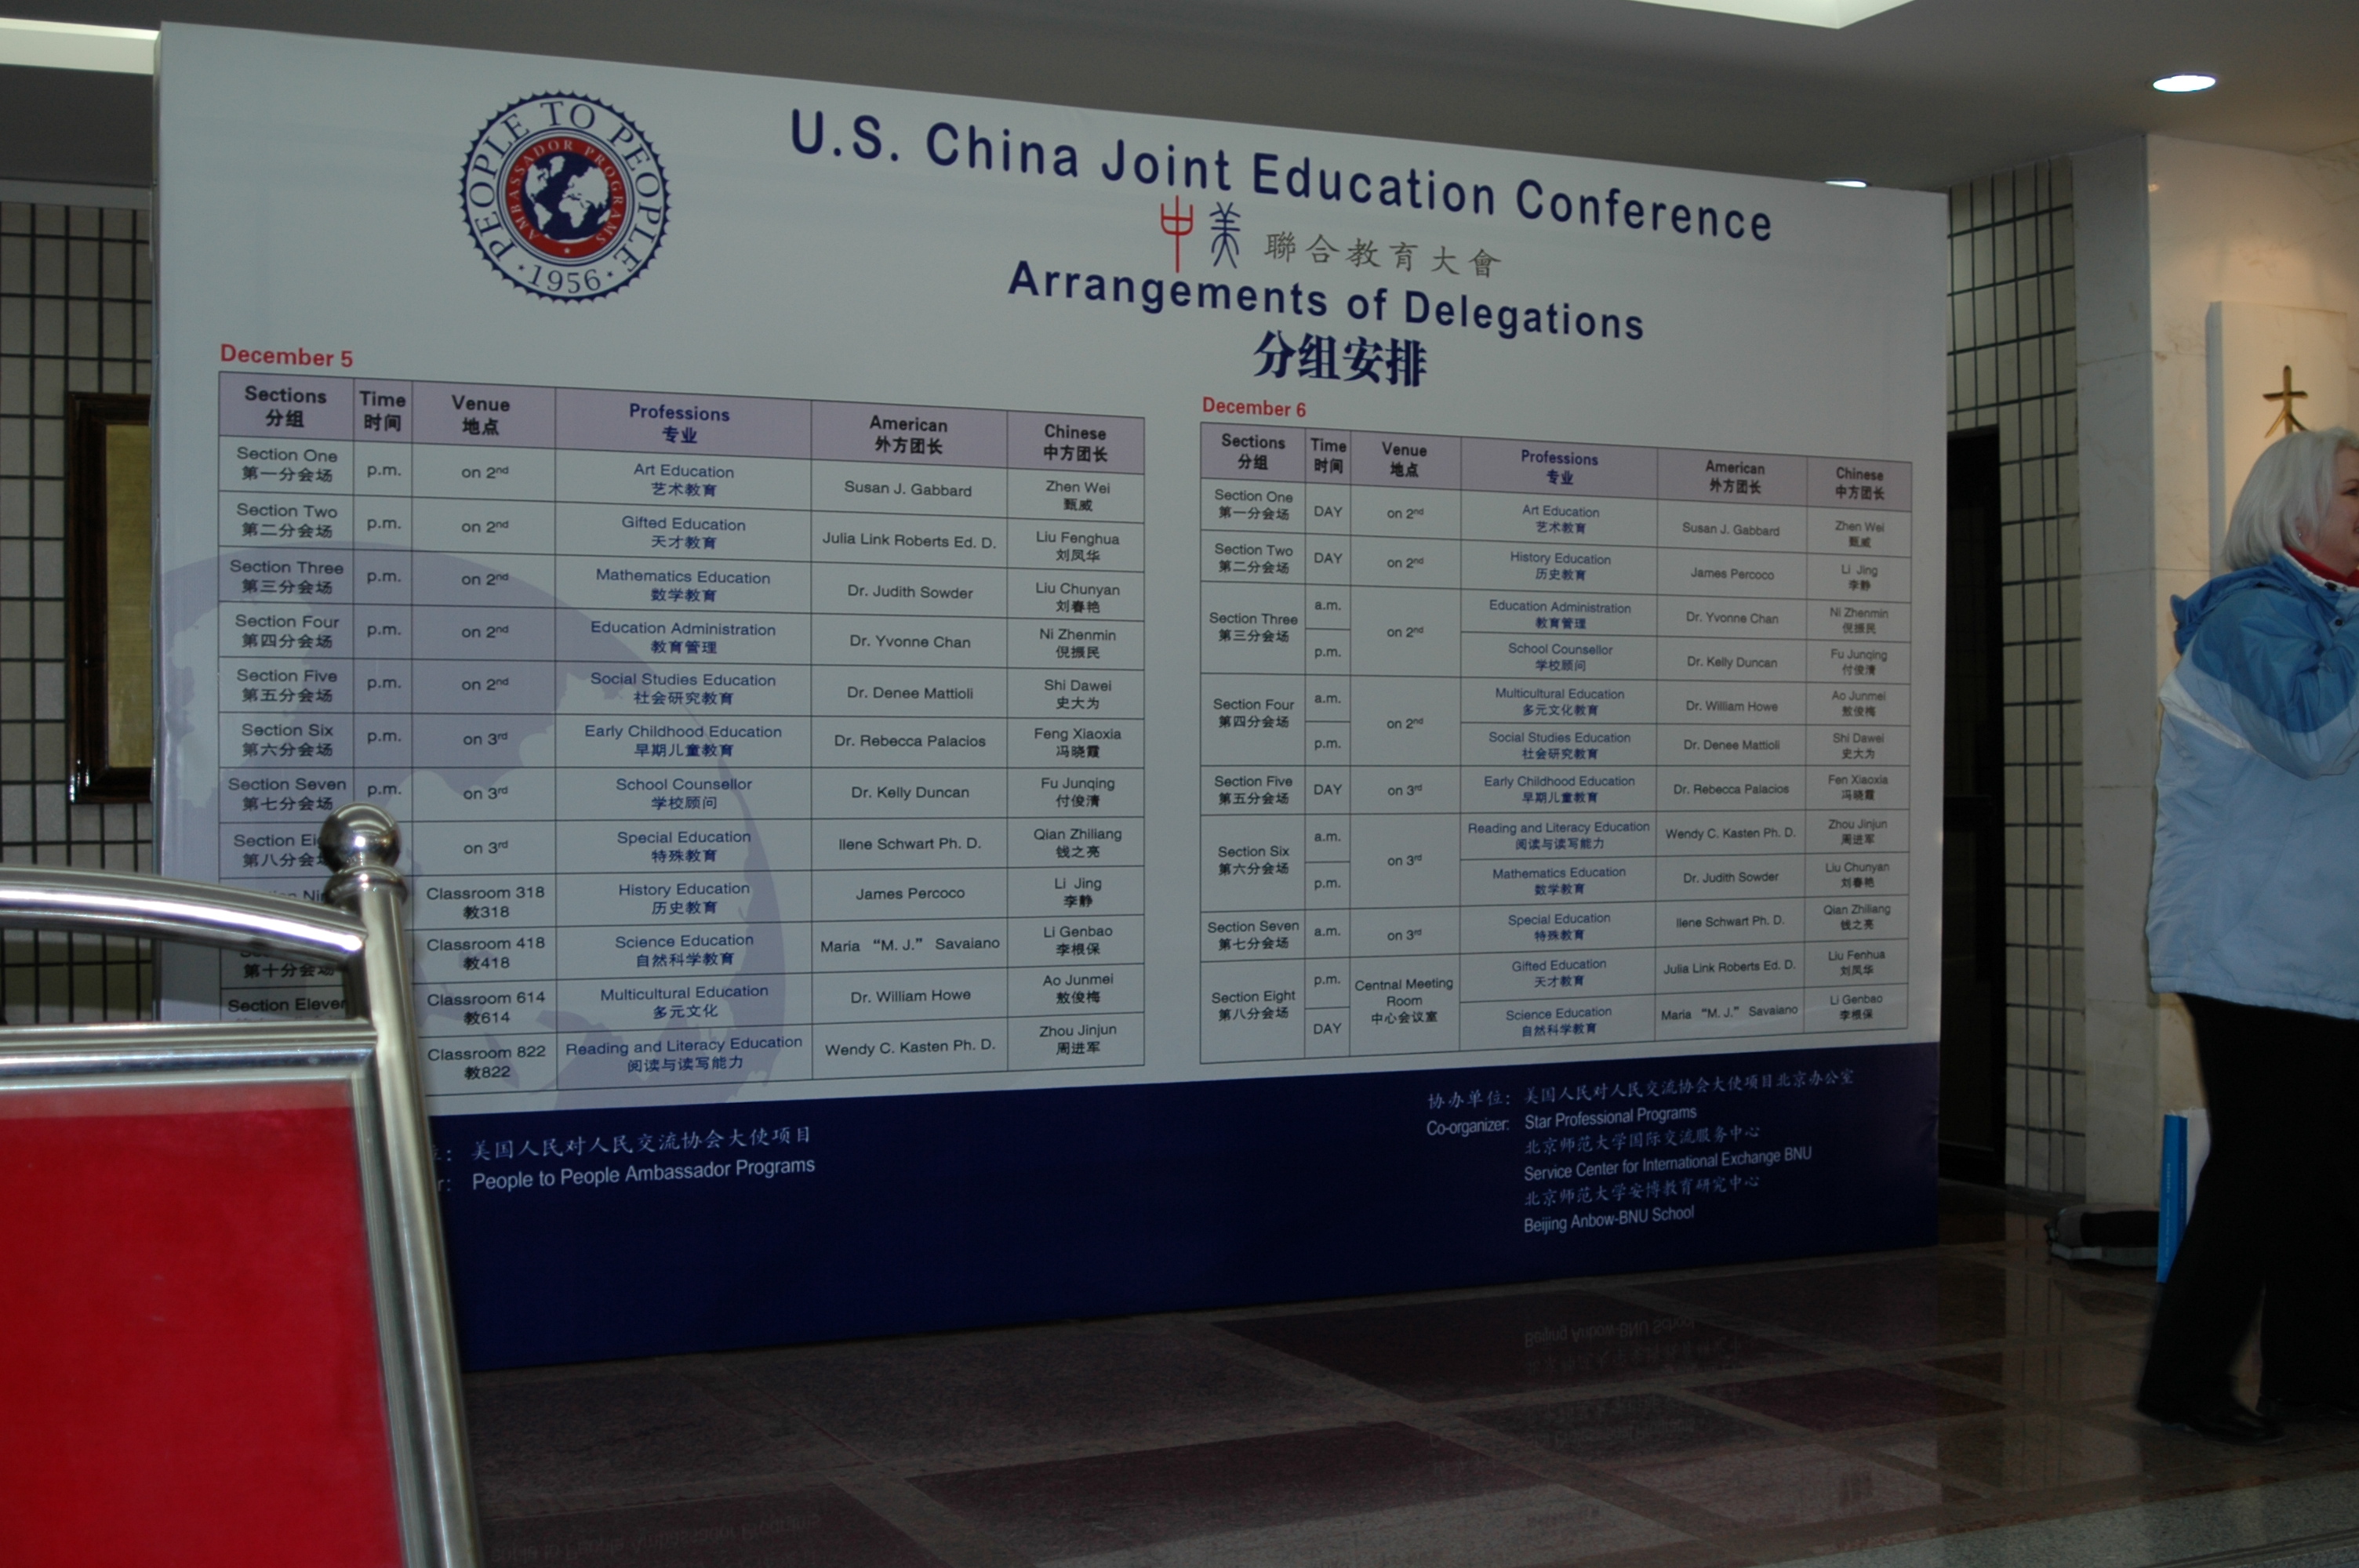 PEOPLE TO PEOPLE
AMBASSADOR PROGRAMS
1956
U.S. China Joint Education Conference
中美 聯合教育大會
Arrangements of Delegations
分组安排
December 5
Sections Time Venue Professions American Chinese
分组 时间 地点 专业 外方团长 中方团长
Section One p.m. on 2nd Art Education Susan J. Gabbard Zhen Wei
第一分会场 艺术教育 甄威
Section Two p.m. on 2nd Gifted Education Julia Link Roberts Ed. D. Liu Fenghua
第二分会场 天才教育 刘凤华
Section Three p.m. on 2nd Mathematics Education Dr. Judith Sowder Liu Chunyan
第三分会场 数学教育 刘春艳
Section Four p.m. on 2nd Education Administration Dr. Yvonne Chan Ni Zhenmin
第四分会场 教育管理 倪振民
Section Five p.m. on 2nd Social Studies Education Dr. Denee Mattioli Shi Dawei
第五分会场 社会研究教育 史大为
Section Six p.m. on 3rd Early Childhood Education Dr. Rebecca Palacios Feng Xiaoxia
第六分会场 早期儿童教育 冯晓霞
Section Seven p.m. on 3rd School Counsellor Dr. Kelly Duncan Fu Junqing
第七分会场 学校顾问 付俊清
Section on 3rd Special Education Ilene Schwart Ph. D. Qian Zhiliang
第八分会 特殊教育 钱之亮
Classroom 318 History Education James Percoco Li Jing
教318 历史教育 李静
Classroom 418 Science Education Maria “M. J.” Savaiano Li Genbao
第十分会场 教418 自然科学教育 李根保
Section Eleven Classroom 614 Multicultural Education Dr. William Howe Ao Junmei
教614 多元文化 敖俊梅
Classroom 822 Reading and Literacy Education Wendy C. Kasten Ph. D. Zhou Jinjun
教822 阅读与读写能力 周进军
December 6
Sections Time Venue Professions American Chinese
分组 时间 地点 专业 外方团长 中方团长
Section One DAY on 2nd Art Education Susan J. Gabbard Zhen Wei
第一分会场 艺术教育 甄威
Section Two DAY on 2nd History Education James Percoco Li Jing
第二分会场 历史教育 李静
Section Three a.m. on 2nd Education Administration Dr. Yvonne Chan Ni Zhenmin
第三分会场 教育管理 倪振民
p.m. School Counsellor Dr. Kelly Duncan Fu Junqing
学校顾问 付俊清
Section Four a.m. on 2nd Multicultural Education Dr. William Howe Ao Junmei
第四分会场 多元文化教育 敖俊梅
p.m. Social Studies Education Dr. Denee Mattioli Shi Dawei
社会研究教育 史大为
Section Five DAY on 3rd Early Childhood Education Dr. Rebecca Palacios Fen Xiaoxia
第五分会场 早期儿童教育 冯晓霞
Section Six a.m. on 3rd Reading and Literacy Education Wendy C. Kasten Ph. D. Zhou Jinjun
第六分会场 阅读与读写能力 周进军
p.m. Mathematics Education Dr. Judith Sowder Liu Chunyan
数学教育 刘春艳
Section Seven a.m. on 3rd Special Education Ilene Schwart Ph. D. Qian Zhiliang
第七分会场 特殊教育 钱之亮
Section Eight p.m. Centnal Meeting Room Gifted Education Julia Link Roberts Ed. D. Liu Fenhua
第八分会场 中心会议室 天才教育 刘凤华
DAY Science Education Maria “M. J.” Savaiano Li Genbao
自然科学教育 李根保
美国人民对人民交流协会大使项目
People to People Ambassador Programs
协办单位: 美国人民对人民交流协会大使项目北京办公室
Co-organizer: Star Professional Programs
北京师范大学国际交流服务中心
Service Center for International Exchange BNU
北京师范大学安博教育研究中心
Beijing Anbow-BNU School